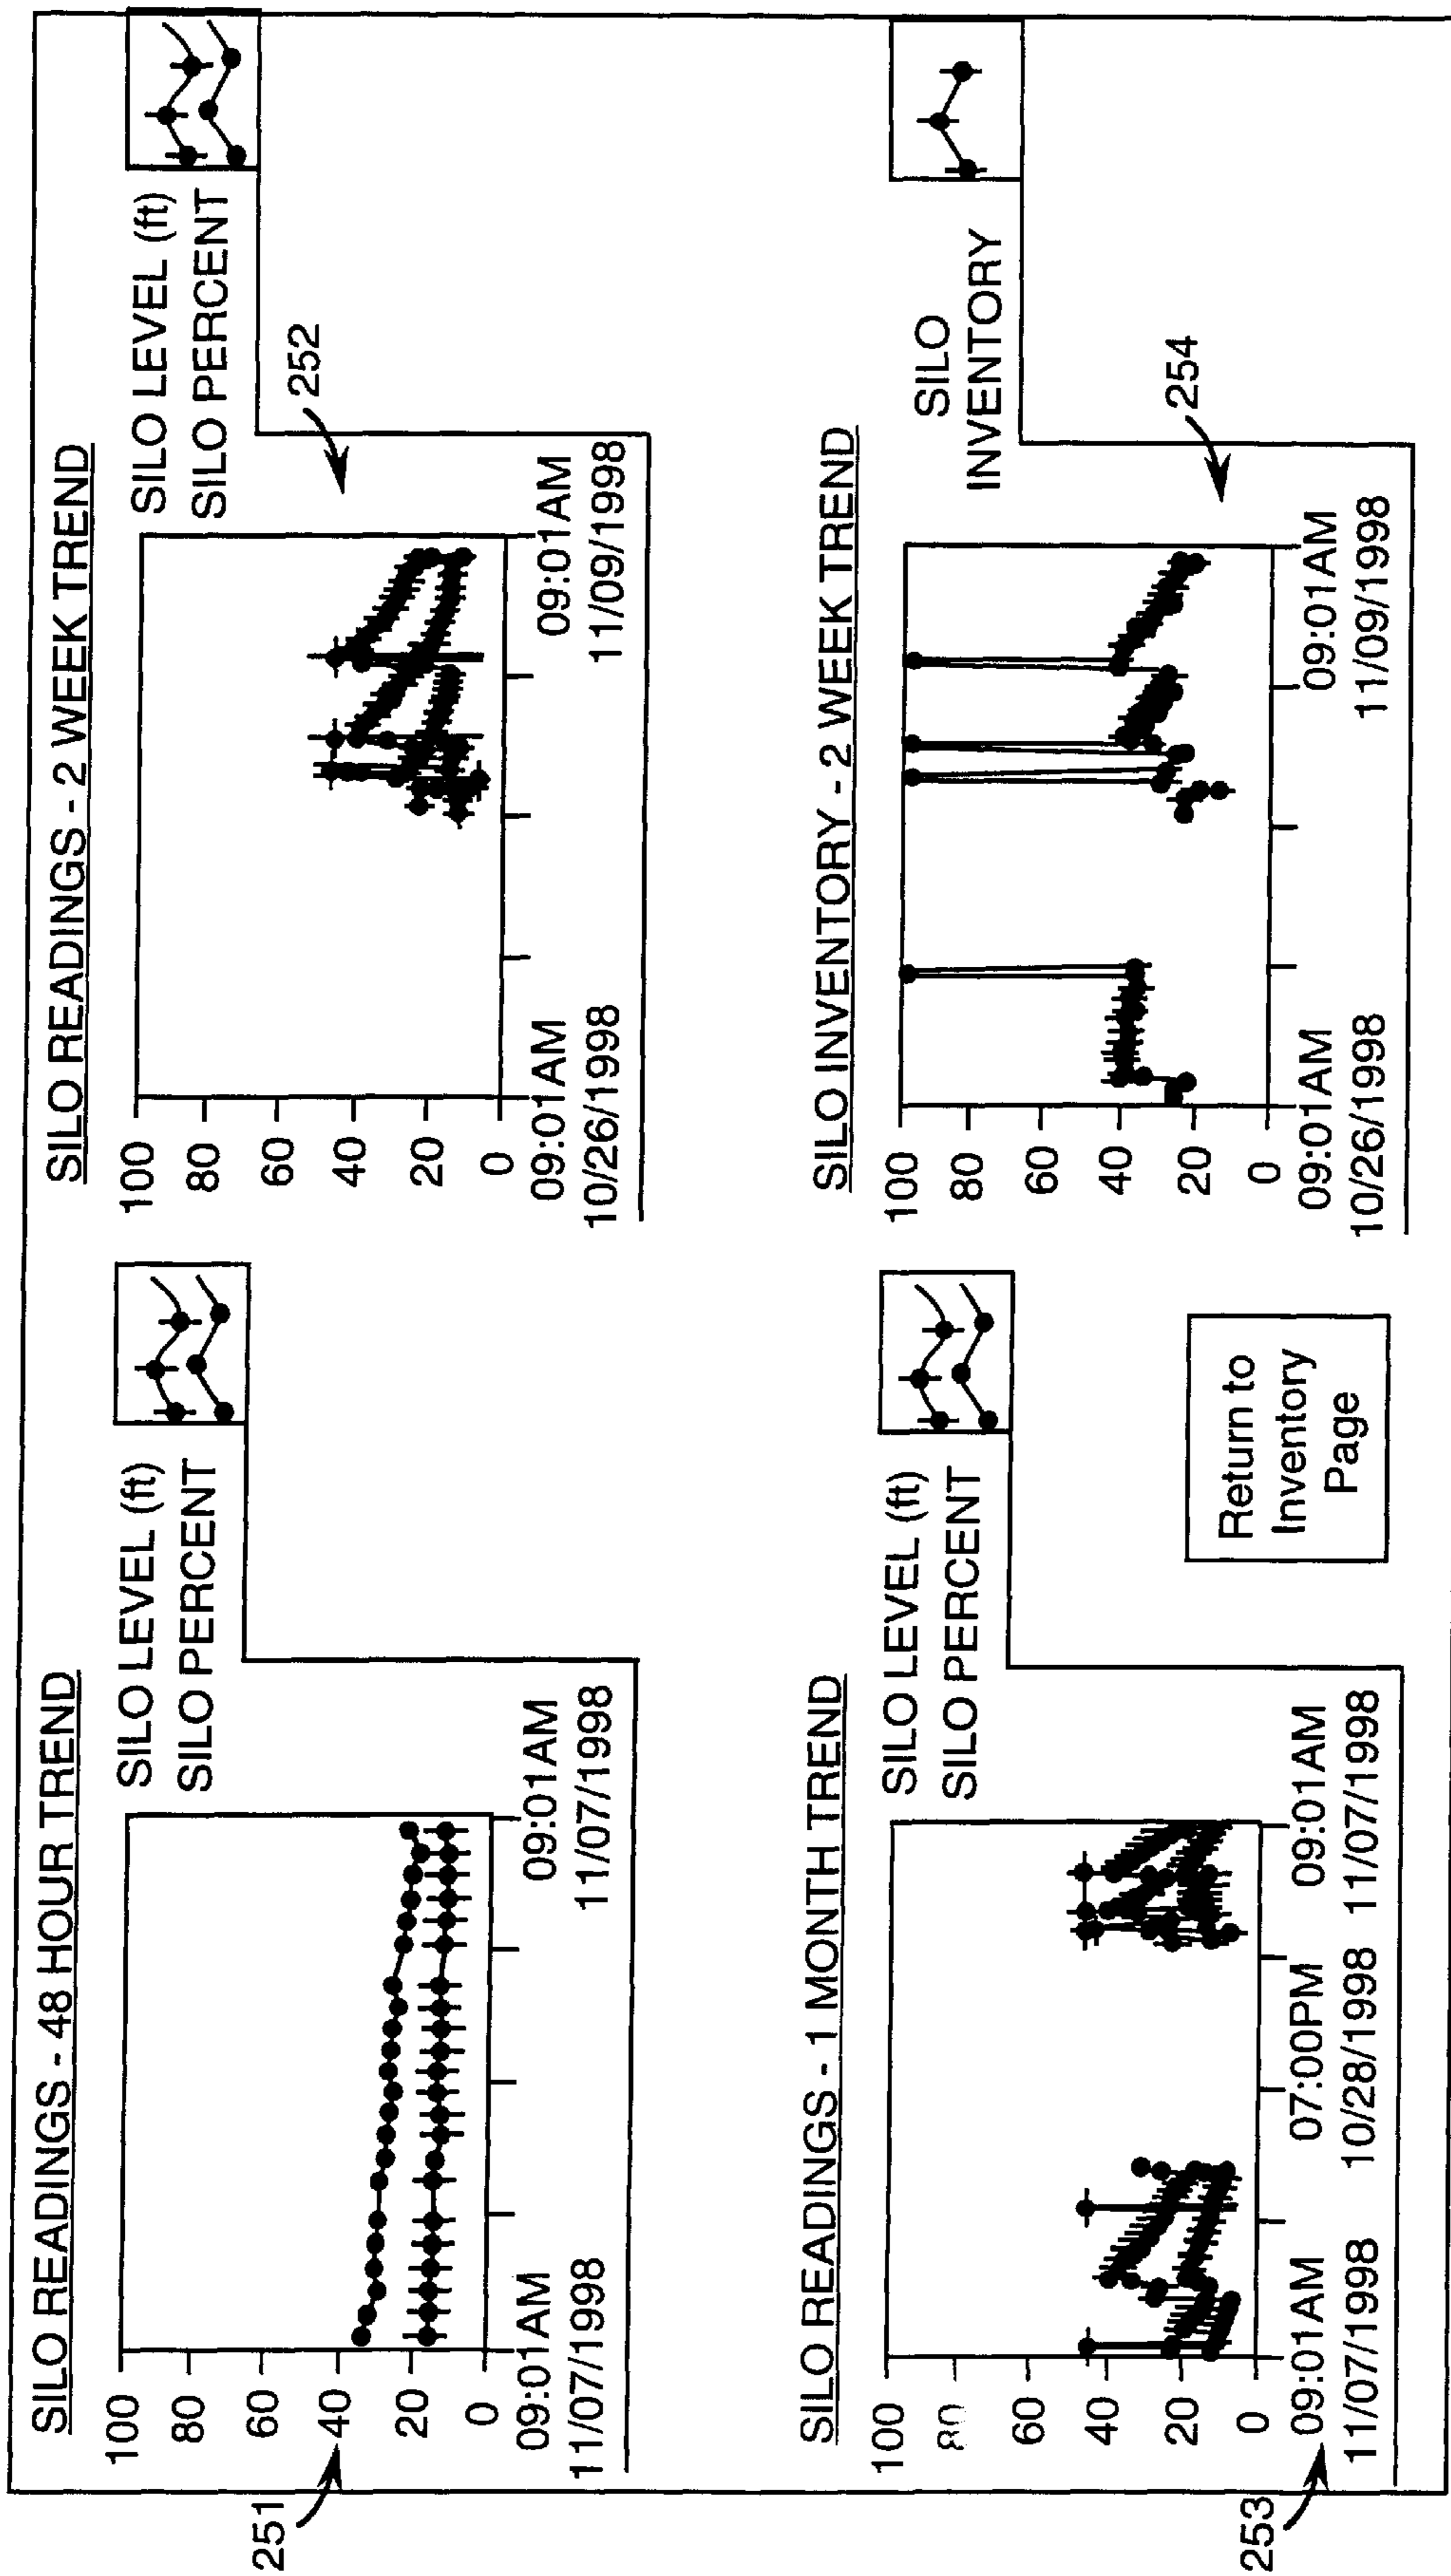 SILO READINGS - 48 HOUR TREND
SILO LEVEL (ft)
SILO PERCENT
100
80
60
40
20
0
09:01AM
11/07/1998
09:01AM
11/07/1998
251
SILO READINGS - 2 WEEK TREND
SILO LEVEL (ft)
SILO PERCENT
100
80
60
40
20
0
09:01AM
10/26/1998
09:01AM
11/09/1998
252
SILO READINGS - 1 MONTH TREND
SILO LEVEL (ft)
SILO PERCENT
100
80
60
40
20
0
09:01AM
11/07/1998
07:00PM
10/28/1998
09:01AM
11/07/1998
253
Return to
Inventory
Page
SILO INVENTORY - 2 WEEK TREND
SILO
INVENTORY
100
80
60
40
20
0
09:01AM
10/26/1998
09:01AM
11/09/1998
254